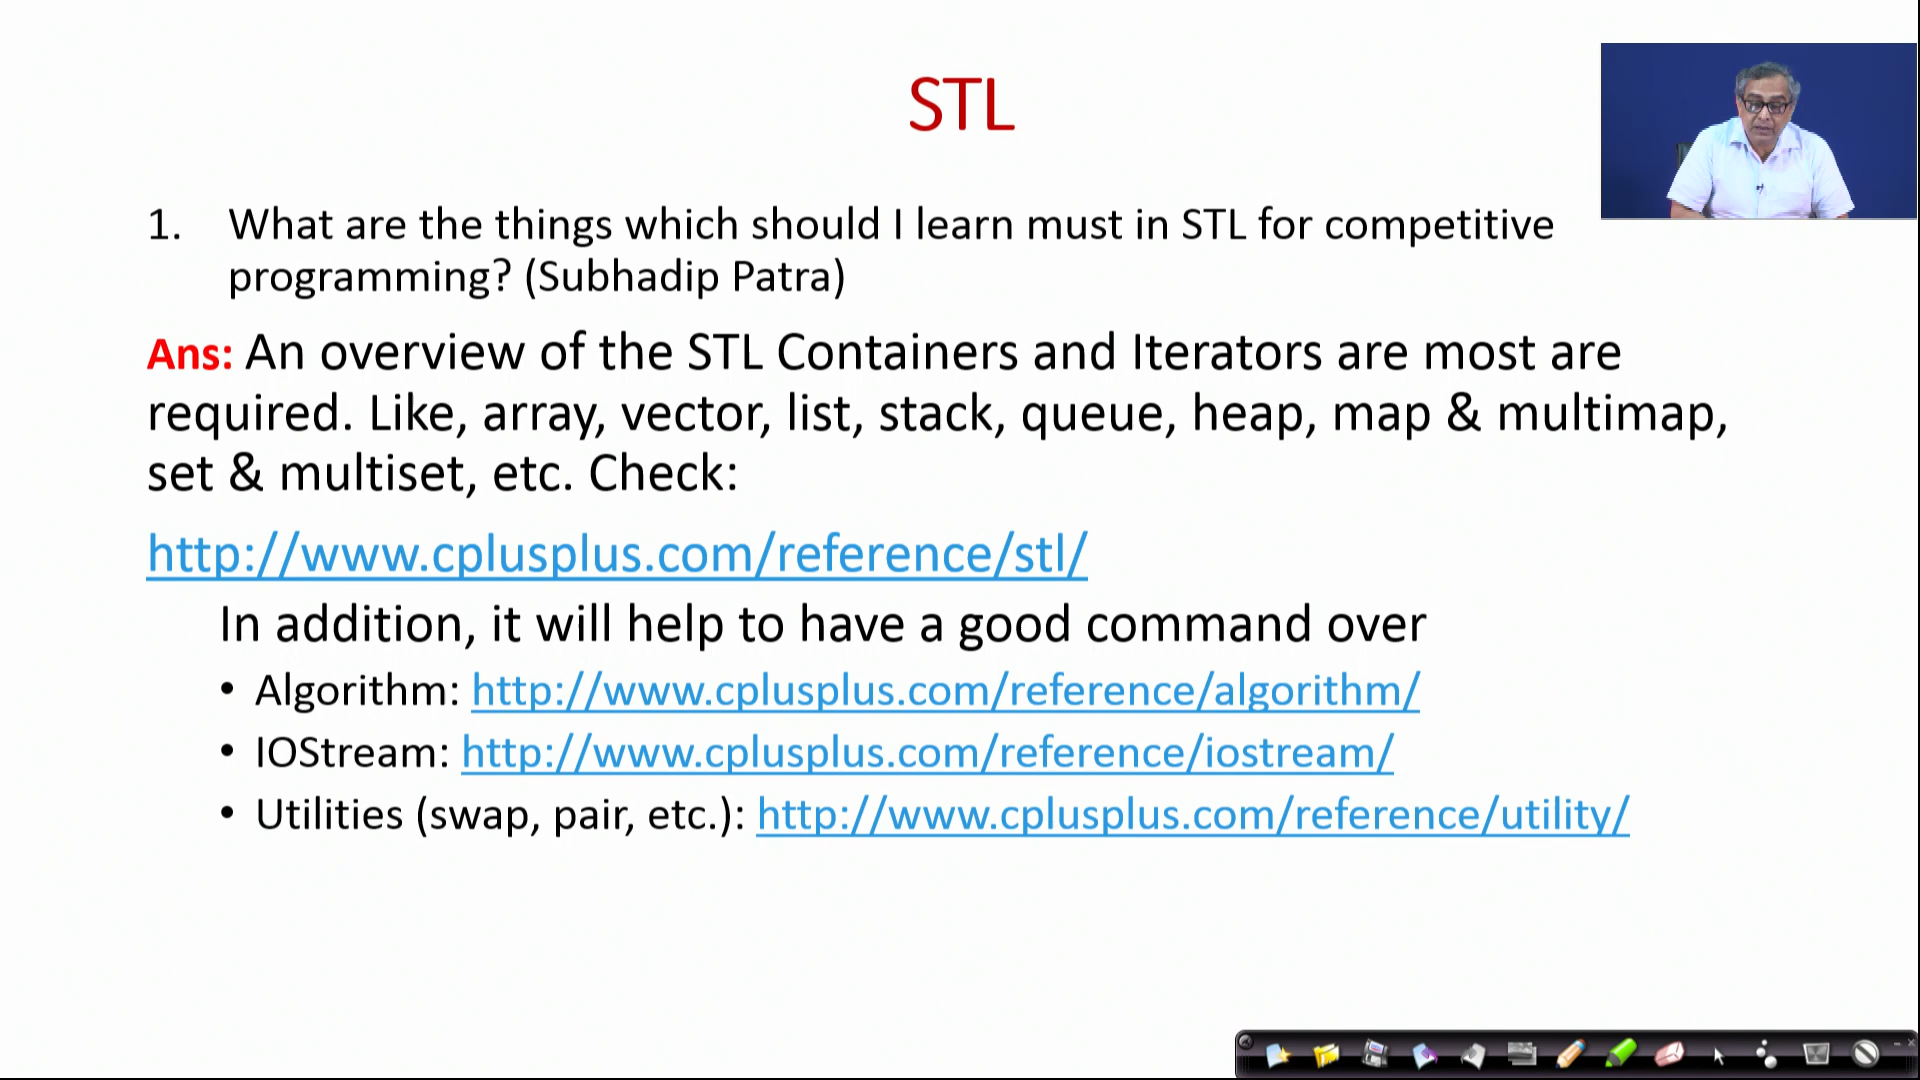 STL
1. What are the things which should I learn must in STL for competitive
programming? (Subhadip Patra)
Ans: An overview of the STL Containers and Iterators are most are
required. Like, array, vector, list, stack, queue, heap, map & multimap,
set & multiset, etc. Check:
http://www.cplusplus.com/reference/stl/
In addition, it will help to have a good command over
• Algorithm: http://www.cplusplus.com/reference/algorithm/
• IOStream: http://www.cplusplus.com/reference/iostream/
• Utilities (swap, pair, etc.): http://www.cplusplus.com/reference/utility/